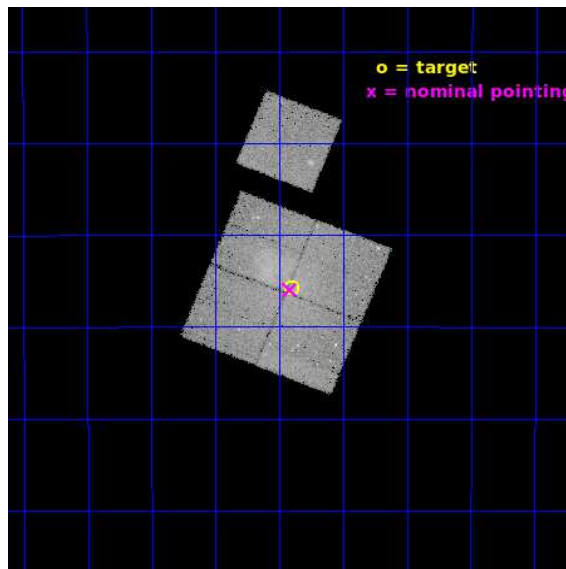 o = target
x = nominal pointing